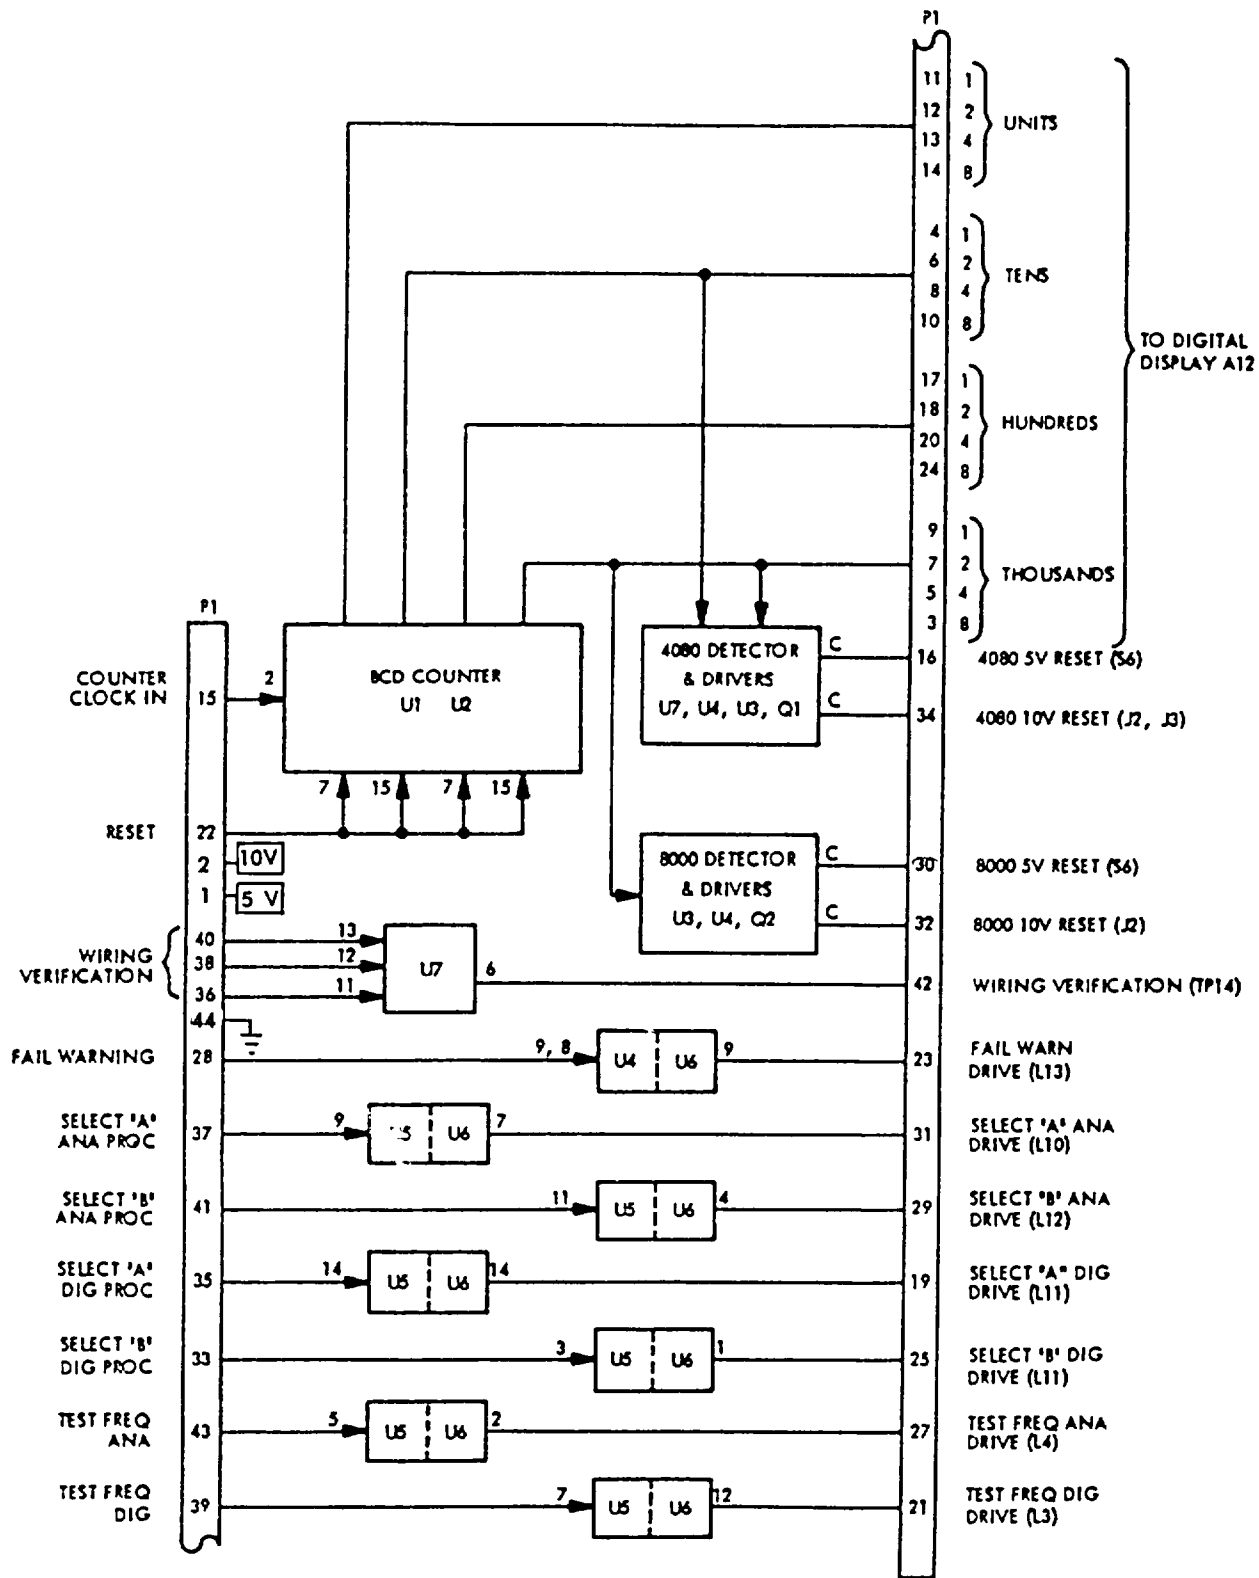 P1
11 1
12 2
13 4
14 8
UNITS
4 1
6 2
8 4
10 8
TENS
17 1
18 2
20 4
24 8
HUNDREDS
9 1
7 2
5 4
3 8
THOUSANDS
TO DIGITAL
DISPLAY A12
P1
COUNTER
CLOCK IN
15
2
BCD COUNTER
U1 U2
7 15 7 15
4080 DETECTOR
& DRIVERS
U7, U4, U3, Q1
C
16
4080 5V RESET (S6)
C
34
4080 10V RESET (J2, J3)
RESET
22
2
10V
1
5 V
8000 DETECTOR
& DRIVERS
U3, U4, Q2
C
30
8000 5V RESET (S6)
C
32
8000 10V RESET (J2)
WIRING
VERIFICATION
40
38
36
13
12
11
U7
6
42
WIRING VERIFICATION (TP14)
44
FAIL WARNING
28
9, 8
U4 U6
9
23
FAIL WARN
DRIVE (L13)
SELECT 'A'
ANA PROC
37
9
U5 U6
7
31
SELECT 'A' ANA
DRIVE (L10)
SELECT 'B'
ANA PROC
41
11
U5 U6
4
29
SELECT 'B' ANA
DRIVE (L12)
SELECT 'A'
DIG PROC
35
14
U5 U6
14
19
SELECT "A" DIG
DRIVE (L11)
SELECT 'B'
DIG PROC
33
3
U5 U6
1
25
SELECT 'B' DIG
DRIVE (L11)
TEST FREQ
ANA
43
5
U5 U6
2
27
TEST FREQ ANA
DRIVE (L4)
TEST FREQ
DIG
39
7
U5 U6
12
21
TEST FREQ DIG
DRIVE (L3)